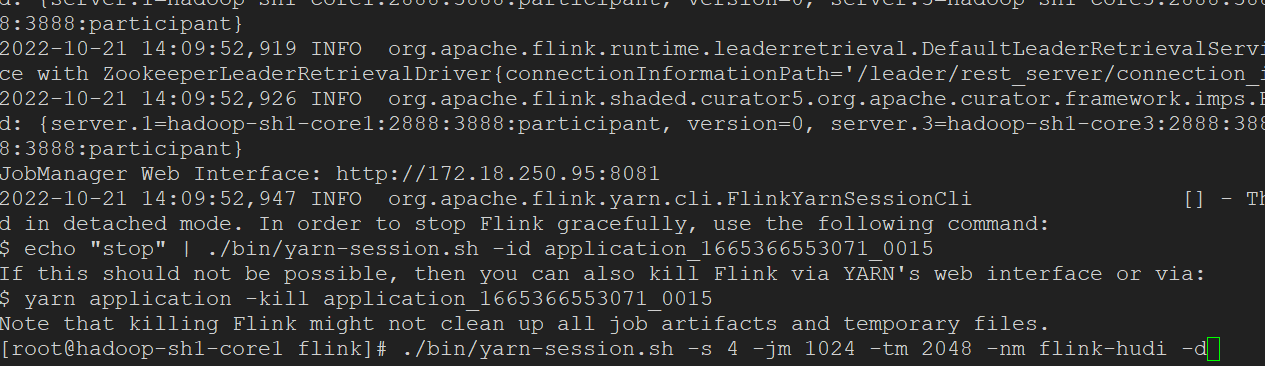 d: {server.1=hadoop-sh1-core1:2888:3888:participant, version=0, server.3=hadoop-sh1-core3:2888:388
8:3888:participant}
2022-10-21 14:09:52,919 INFO  org.apache.flink.runtime.leaderretrieval.DefaultLeaderRetrievalServi
ce with ZookeeperLeaderRetrievalDriver{connectionInformationPath='/leader/rest_server/connection_i
2022-10-21 14:09:52,926 INFO  org.apache.flink.shaded.curator5.org.apache.curator.framework.imps.E
d: {server.1=hadoop-sh1-core1:2888:3888:participant, version=0, server.3=hadoop-sh1-core3:2888:388
8:3888:participant}
JobManager Web Interface: http://172.18.250.95:8081
2022-10-21 14:09:52,947 INFO  org.apache.flink.yarn.cli.FlinkYarnSessionCli                [] - Th
d in detached mode. In order to stop Flink gracefully, use the following command:
$ echo "stop" | ./bin/yarn-session.sh -id application_1665366553071_0015
If this should not be possible, then you can also kill Flink via YARN's web interface or via:
$ yarn application -kill application_1665366553071_0015
Note that killing Flink might not clean up all job artifacts and temporary files.
[root@hadoop-sh1-core1 flink]# ./bin/yarn-session.sh -s 4 -jm 1024 -tm 2048 -nm flink-hudi -d